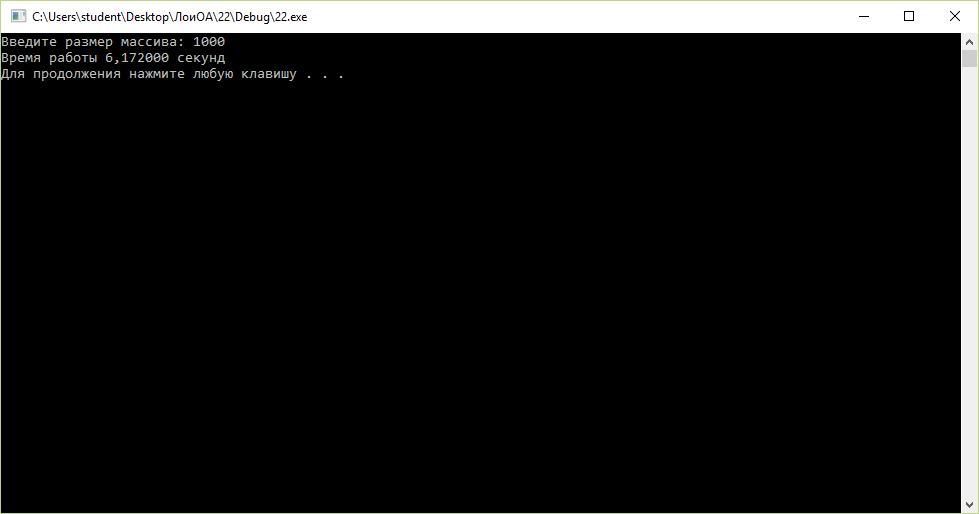 C:\Users\student\Desktop\ЛоиОА\22\Debug\22.exe
Введите размер массива: 1000
Время работы 6,172000 секунд
Для продолжения нажмите любую клавишу . . .